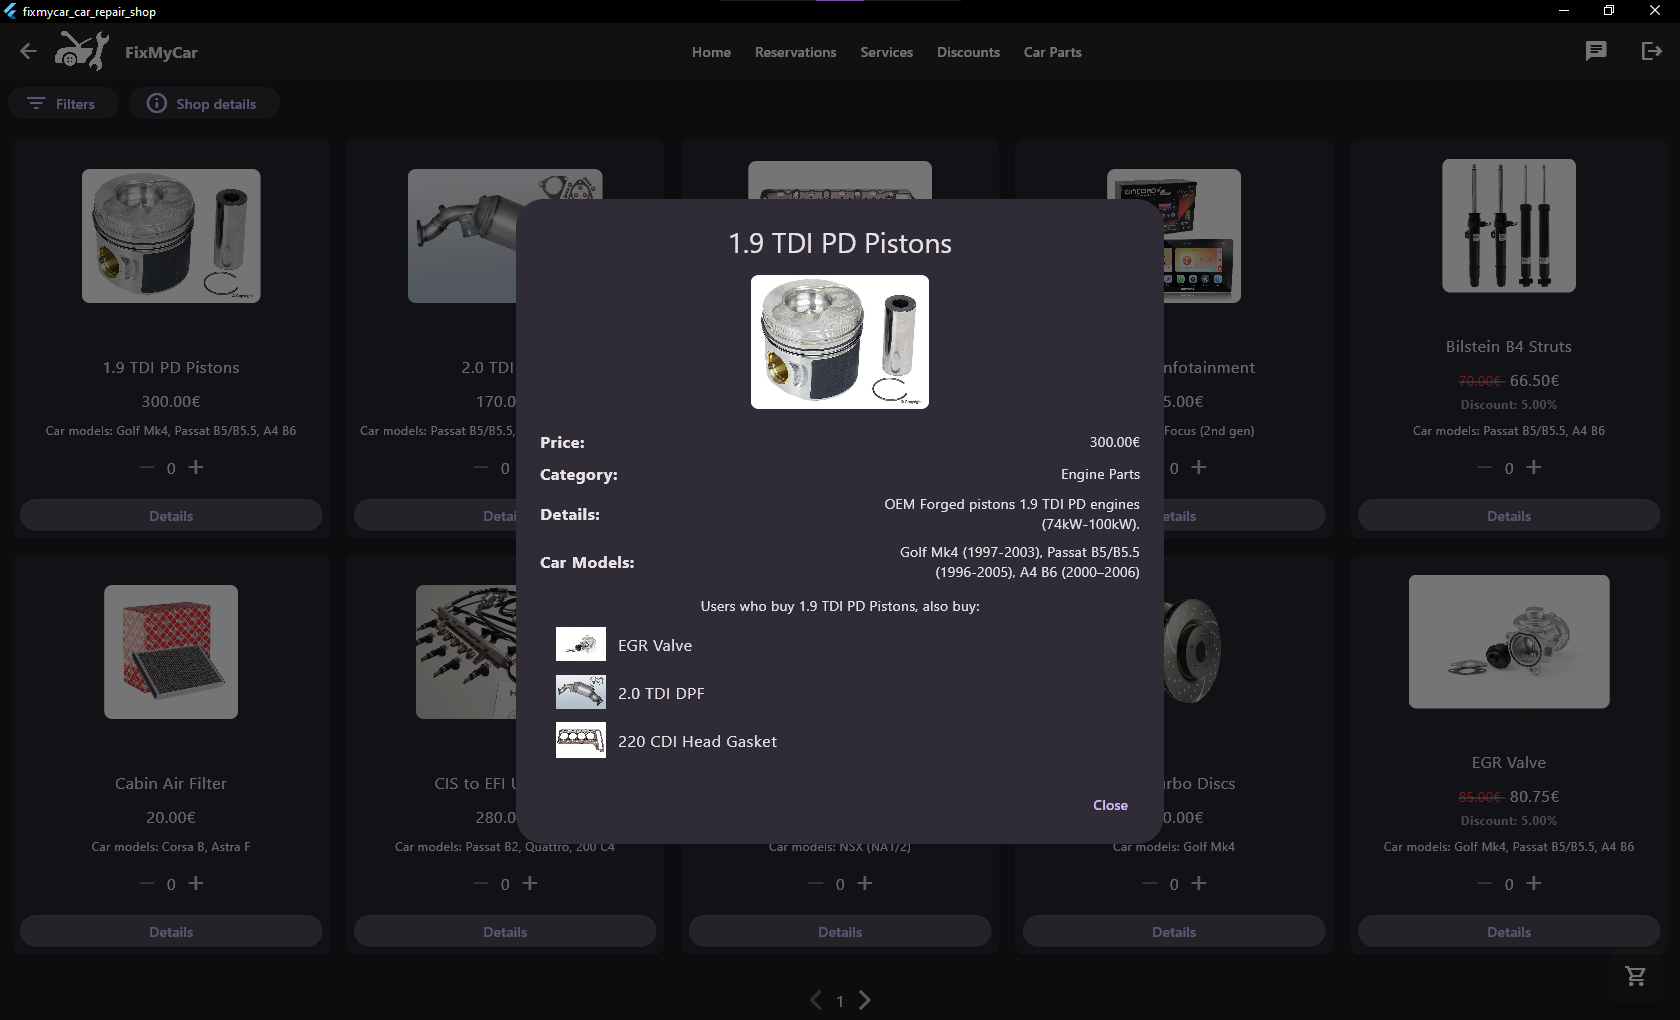 fixmycar_car_repair_shop
FixMyCar
Home Reservations Services Discounts Car Parts
Filters Shop details
1.9 TDI PD Pistons
300.00€
Car models: Golf Mk4, Passat B5/B5.5, A4 B6
0
Details
2.0 TDI
170.0
Car models: Passat B5/B5.5,
0
Detai
nfotainment
5.00€
Focus (2nd gen)
0
etails
Bilstein B4 Struts
70.00€ 66.50€
Discount: 5.00%
Car models: Passat B5/B5.5, A4 B6
0
Details
1.9 TDI PD Pistons
© Copyright
Price: 300.00€
Category: Engine Parts
Details: OEM Forged pistons 1.9 TDI PD engines
(74kW-100kW).
Car Models: Golf Mk4 (1997-2003), Passat B5/B5.5
(1996-2005), A4 B6 (2000–2006)
Users who buy 1.9 TDI PD Pistons, also buy:
EGR Valve
2.0 TDI DPF
220 CDI Head Gasket
Close
Cabin Air Filter
20.00€
Car models: Corsa B, Astra F
0
Details
CIS to EFI
280.0
Car models: Passat B2, Quattro, 200 C4
0
Details
Car models: NSX (NA1/2)
0
Details
rbo Discs
0.00€
Car models: Golf Mk4
0
Details
EGR Valve
85.00€ 80.75€
Discount: 5.00%
Car models: Golf Mk4, Passat B5/B5.5, A4 B6
0
Details
1